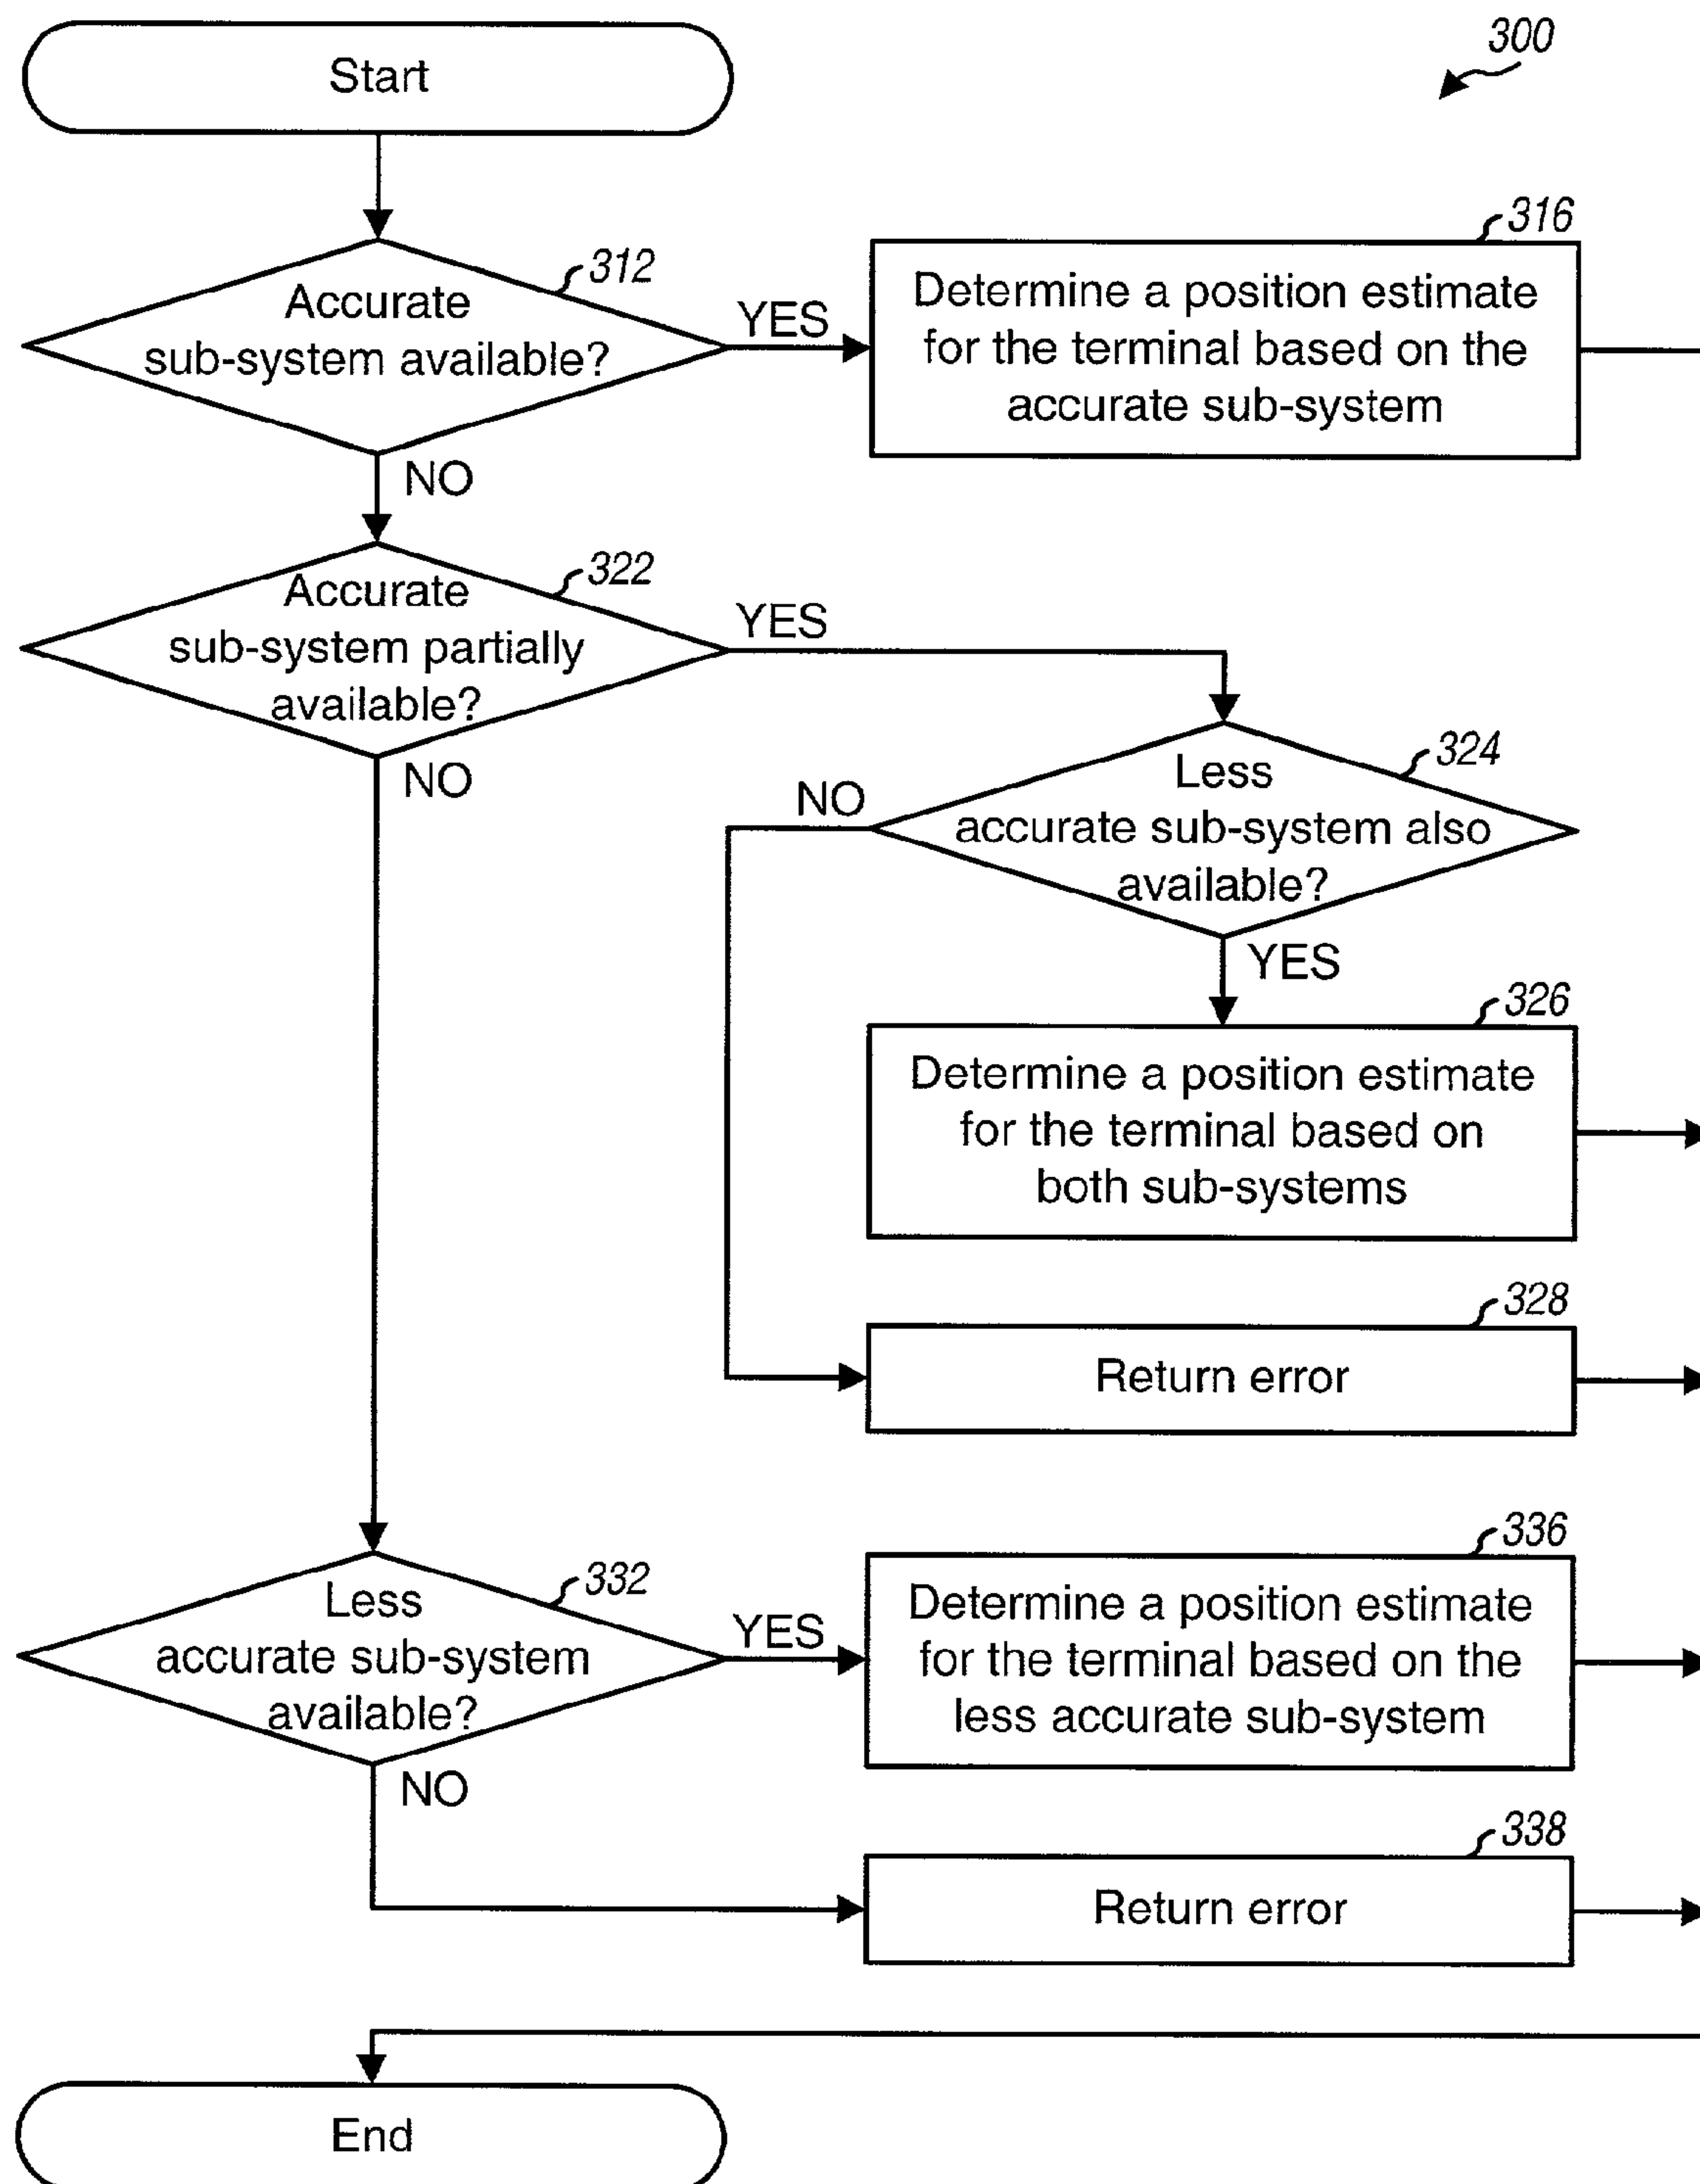 Start
300
312
Accurate
sub-system available?
YES
316
Determine a position estimate
for the terminal based on the
accurate sub-system
NO
322
Accurate
sub-system partially
available?
YES
324
Less
accurate sub-system also
available?
NO
YES
326
Determine a position estimate
for the terminal based on
both sub-systems
328
Return error
NO
332
Less
accurate sub-system
available?
YES
336
Determine a position estimate
for the terminal based on the
less accurate sub-system
NO
338
Return error
End